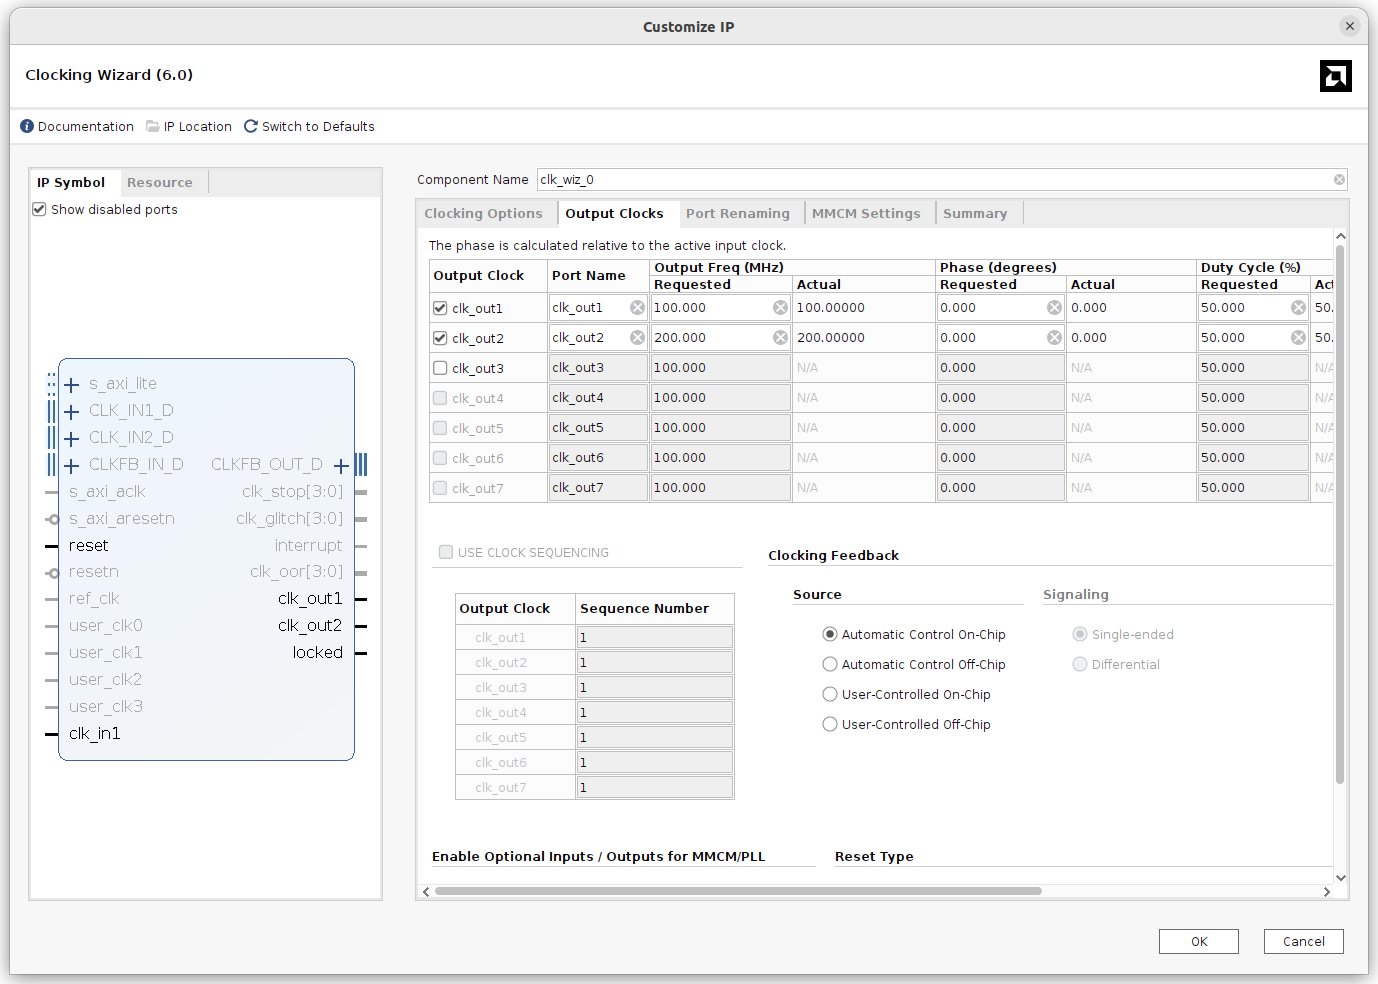 Customize IP
Clocking Wizard (6.0)
Documentation IP Location Switch to Defaults
IP Symbol Resource
Show disabled ports
s_axi_lite
CLK_IN1_D
CLK_IN2_D
CLKFB_IN_D CLKFB_OUT_D
s_axi_aclk clk_stop[3:0]
s_axi_aresetn clk_glitch[3:0]
reset interrupt
resetn clk_oor[3:0]
ref_clk clk_out1
user_clk0 clk_out2
user_clk1 locked
user_clk2
user_clk3
clk_in1
Component Name clk_wiz_0
Clocking Options Output Clocks Port Renaming MMCM Settings Summary
The phase is calculated relative to the active input clock.
Output Clock Port Name Output Freq (MHz) Phase (degrees) Duty Cycle (%)
Requested Actual Requested Actual Requested Act
clk_out1 clk_out1 100.000 100.00000 0.000 0.000 50.000 50.
clk_out2 clk_out2 200.000 200.00000 0.000 0.000 50.000 50.
clk_out3 clk_out3 100.000 N/A 0.000 N/A 50.000 N/A
clk_out4 clk_out4 100.000 N/A 0.000 N/A 50.000 N/A
clk_out5 clk_out5 100.000 N/A 0.000 N/A 50.000 N/A
clk_out6 clk_out6 100.000 N/A 0.000 N/A 50.000 N/A
clk_out7 clk_out7 100.000 N/A 0.000 N/A 50.000 N/A
USE CLOCK SEQUENCING
Output Clock Sequence Number
clk_out1 1
clk_out2 1
clk_out3 1
clk_out4 1
clk_out5 1
clk_out6 1
clk_out7 1
Clocking Feedback
Source Signaling
Automatic Control On-Chip Single-ended
Automatic Control Off-Chip Differential
User-Controlled On-Chip
User-Controlled Off-Chip
Enable Optional Inputs / Outputs for MMCM/PLL Reset Type
OK Cancel